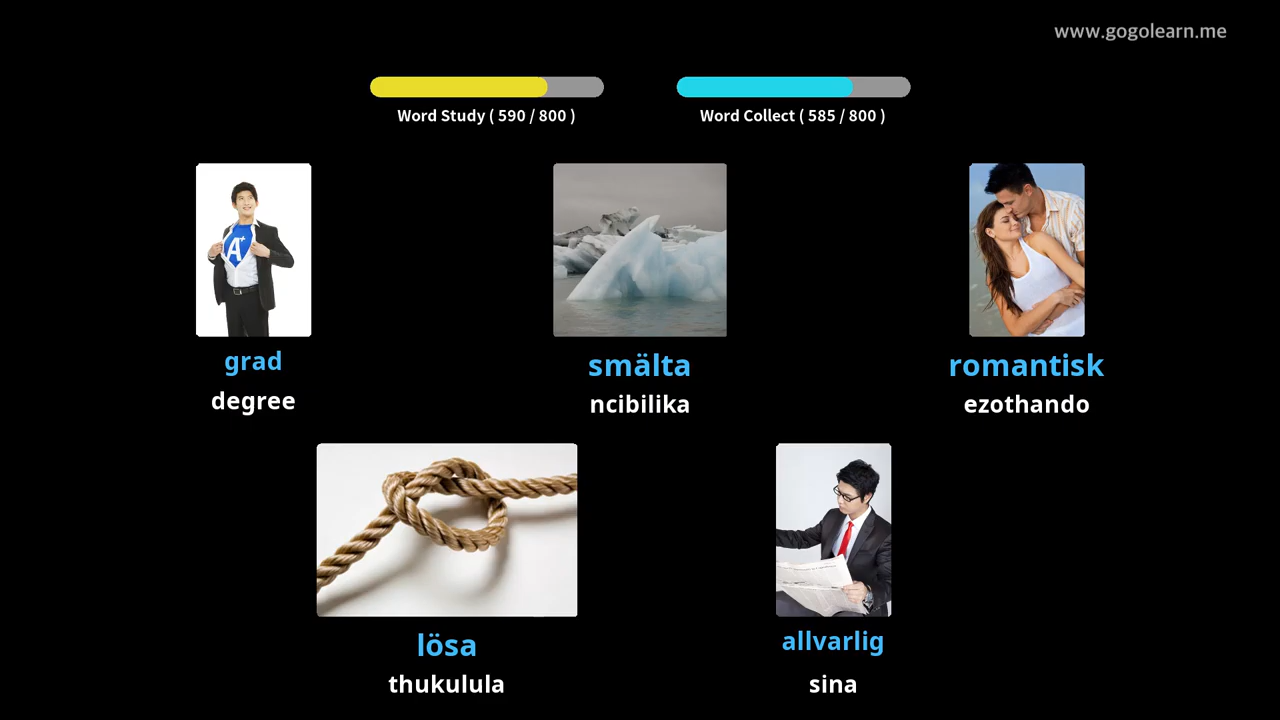 www.gogolearn.me
Word Study ( 590 / 800 )
Word Collect ( 585 / 800 )
A+
grad
degree
smälta
ncibilika
romantisk
ezothando
lösa
thukulula
allvarlig
sina